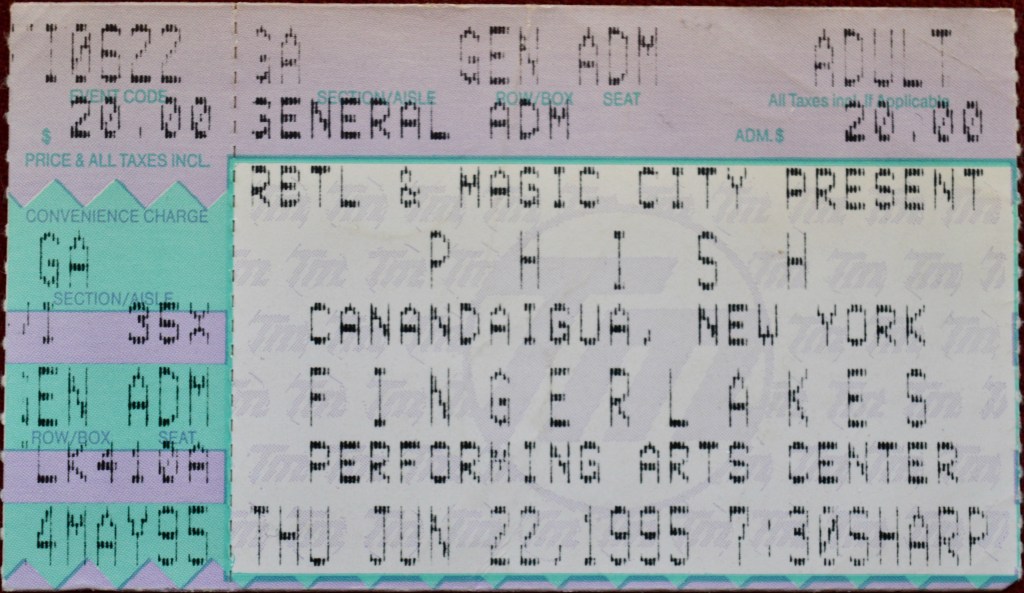 I0622 GA GEN ADM ADULT
EVENT CODE SECTION/AISLE ROW/BOX SEAT All Taxes incl. If Applicable
$ 20.00 GENERAL ADM ADM. $ 20.00
PRICE & ALL TAXES INCL.
RBTL & MAGIC CITY PRESENT
CONVENIENCE CHARGE
GA P H I S H
SECTION/AISLE
35X CANANDAIGUA, NEW YORK
GEN ADM F I N G E R L A K E S
ROW/BOX SEAT
LK410A PERFORMING ARTS CENTER
4MAY95 THU JUN 22,1995 7:30SHARP